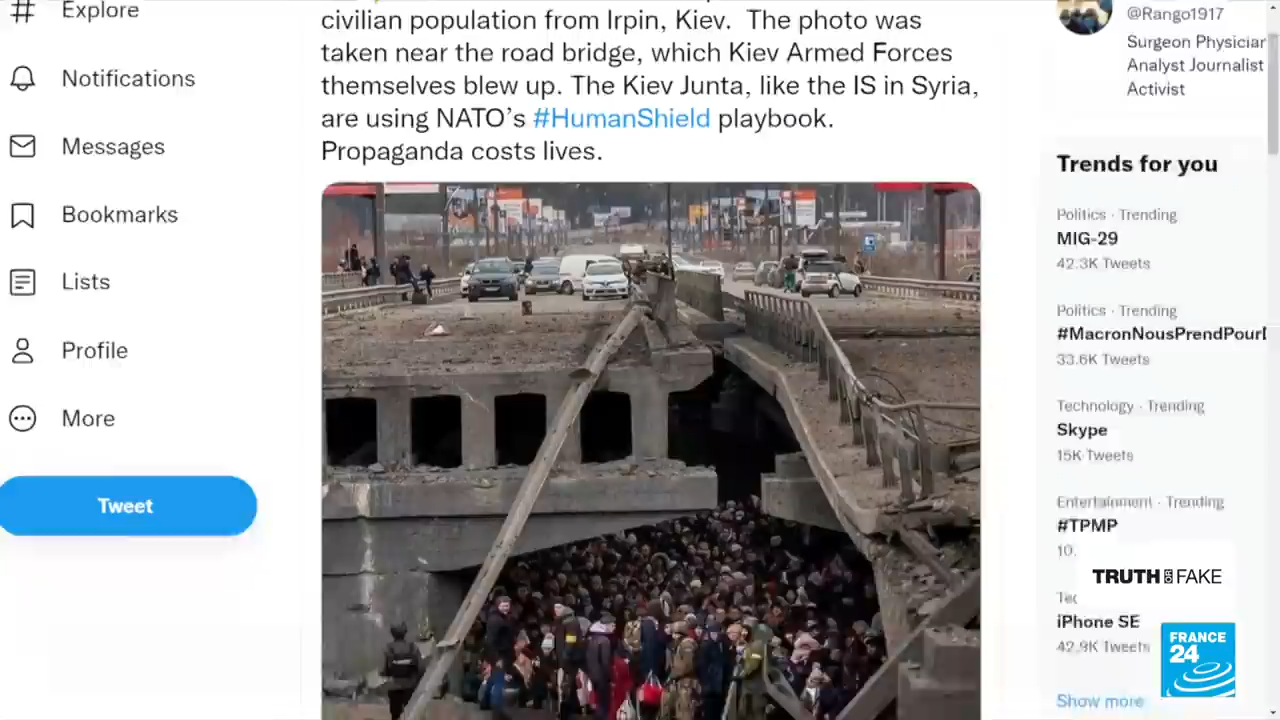 Explore
Notifications
Messages
Bookmarks
Lists
Profile
More
Tweet
civilian population from Irpin, Kiev. The photo was
taken near the road bridge, which Kiev Armed Forces
themselves blew up. The Kiev Junta, like the IS in Syria,
are using NATO’s #HumanShield playbook.
Propaganda costs lives.
@Rango1917
Surgeon Physician
Analyst Journalist
Activist
Trends for you
Politics · Trending
MIG-29
42.3K Tweets
Politics · Trending
#MacronNousPrendPour
33.6K Tweets
Technology · Trending
Skype
15K Tweets
Entertainment · Trending
#TPMP
10.
TRUTH OR FAKE
iPhone SE
42.9K Tweets
FRANCE
24
Show more